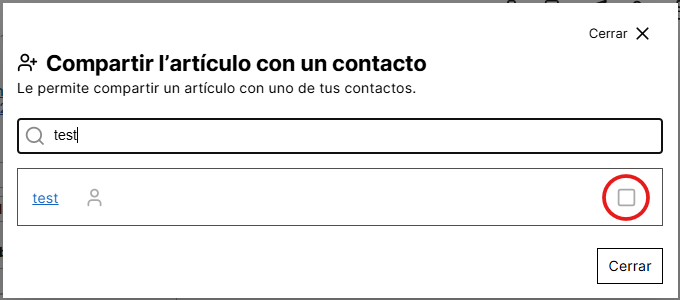 Cerrar
Compartir l’artículo con un contacto
Le permite compartir un artículo con uno de tus contactos.
test
test
Cerrar